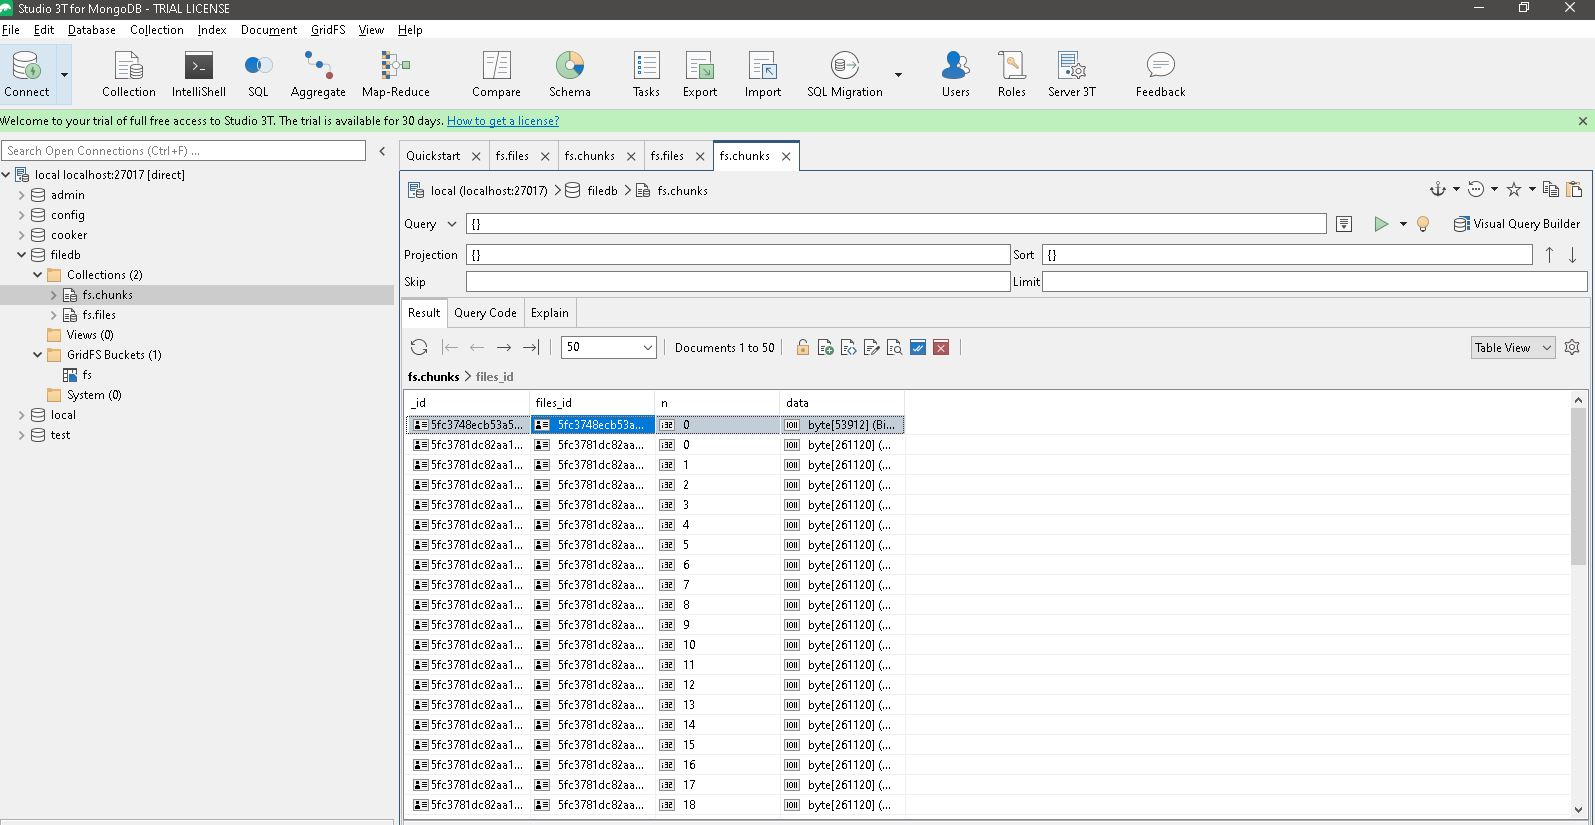 Studio 3T for MongoDB - TRIAL LICENSE
File Edit Database Collection Index Document GridFS View Help
Connect Collection IntelliShell SQL Aggregate Map-Reduce Compare Schema Tasks Export Import SQL Migration Users Roles Server 3T Feedback
Welcome to your trial of full free access to Studio 3T. The trial is available for 30 days. How to get a license?
Search Open Connections (Ctrl+F) ...
local localhost:27017 [direct]
admin
config
cooker
filedb
Collections (2)
fs.chunks
fs.files
Views (0)
GridFS Buckets (1)
fs
System (0)
local
test
Quickstart fs.files fs.chunks fs.files fs.chunks
local (localhost:27017) filedb fs.chunks
Query {} Visual Query Builder
Projection {} Sort {}
Skip Limit
Result Query Code Explain
50 Documents 1 to 50 Table View
fs.chunks > files_id
_id files_id n data
5fc3748ecb53a5... 5fc3748ecb53a... 0 byte[53912] (Bi...
5fc3781dc82aa1... 5fc3781dc82aa... 0 byte[261120] (...
5fc3781dc82aa1... 5fc3781dc82aa... 1 byte[261120] (...
5fc3781dc82aa1... 5fc3781dc82aa... 2 byte[261120] (...
5fc3781dc82aa1... 5fc3781dc82aa... 3 byte[261120] (...
5fc3781dc82aa1... 5fc3781dc82aa... 4 byte[261120] (...
5fc3781dc82aa1... 5fc3781dc82aa... 5 byte[261120] (...
5fc3781dc82aa1... 5fc3781dc82aa... 6 byte[261120] (...
5fc3781dc82aa1... 5fc3781dc82aa... 7 byte[261120] (...
5fc3781dc82aa1... 5fc3781dc82aa... 8 byte[261120] (...
5fc3781dc82aa1... 5fc3781dc82aa... 9 byte[261120] (...
5fc3781dc82aa1... 5fc3781dc82aa... 10 byte[261120] (...
5fc3781dc82aa1... 5fc3781dc82aa... 11 byte[261120] (...
5fc3781dc82aa1... 5fc3781dc82aa... 12 byte[261120] (...
5fc3781dc82aa1... 5fc3781dc82aa... 13 byte[261120] (...
5fc3781dc82aa1... 5fc3781dc82aa... 14 byte[261120] (...
5fc3781dc82aa1... 5fc3781dc82aa... 15 byte[261120] (...
5fc3781dc82aa1... 5fc3781dc82aa... 16 byte[261120] (...
5fc3781dc82aa1... 5fc3781dc82aa... 17 byte[261120] (...
5fc3781dc82aa1... 5fc3781dc82aa... 18 byte[261120] (...